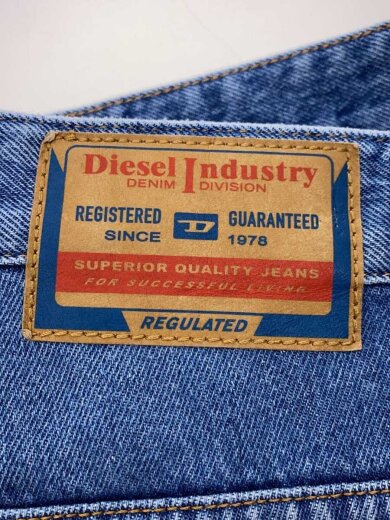 Diesel Industry
DENIM DIVISION
REGISTERED D GUARANTEED
SINCE 1978
SUPERIOR QUALITY JEANS
FOR SUCCESSFUL LIVING
REGULATED